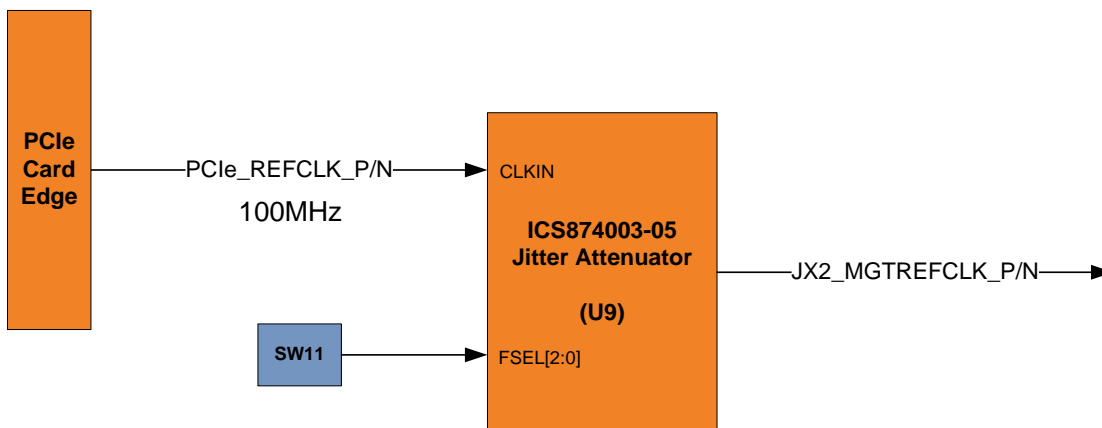 PCIe
Card
Edge
PCIe_REFCLK_P/N
100MHz
CLKIN
ICS874003-05
Jitter Attenuator
(U9)
JX2_MGTREFCLK_P/N
SW11
FSEL[2:0]